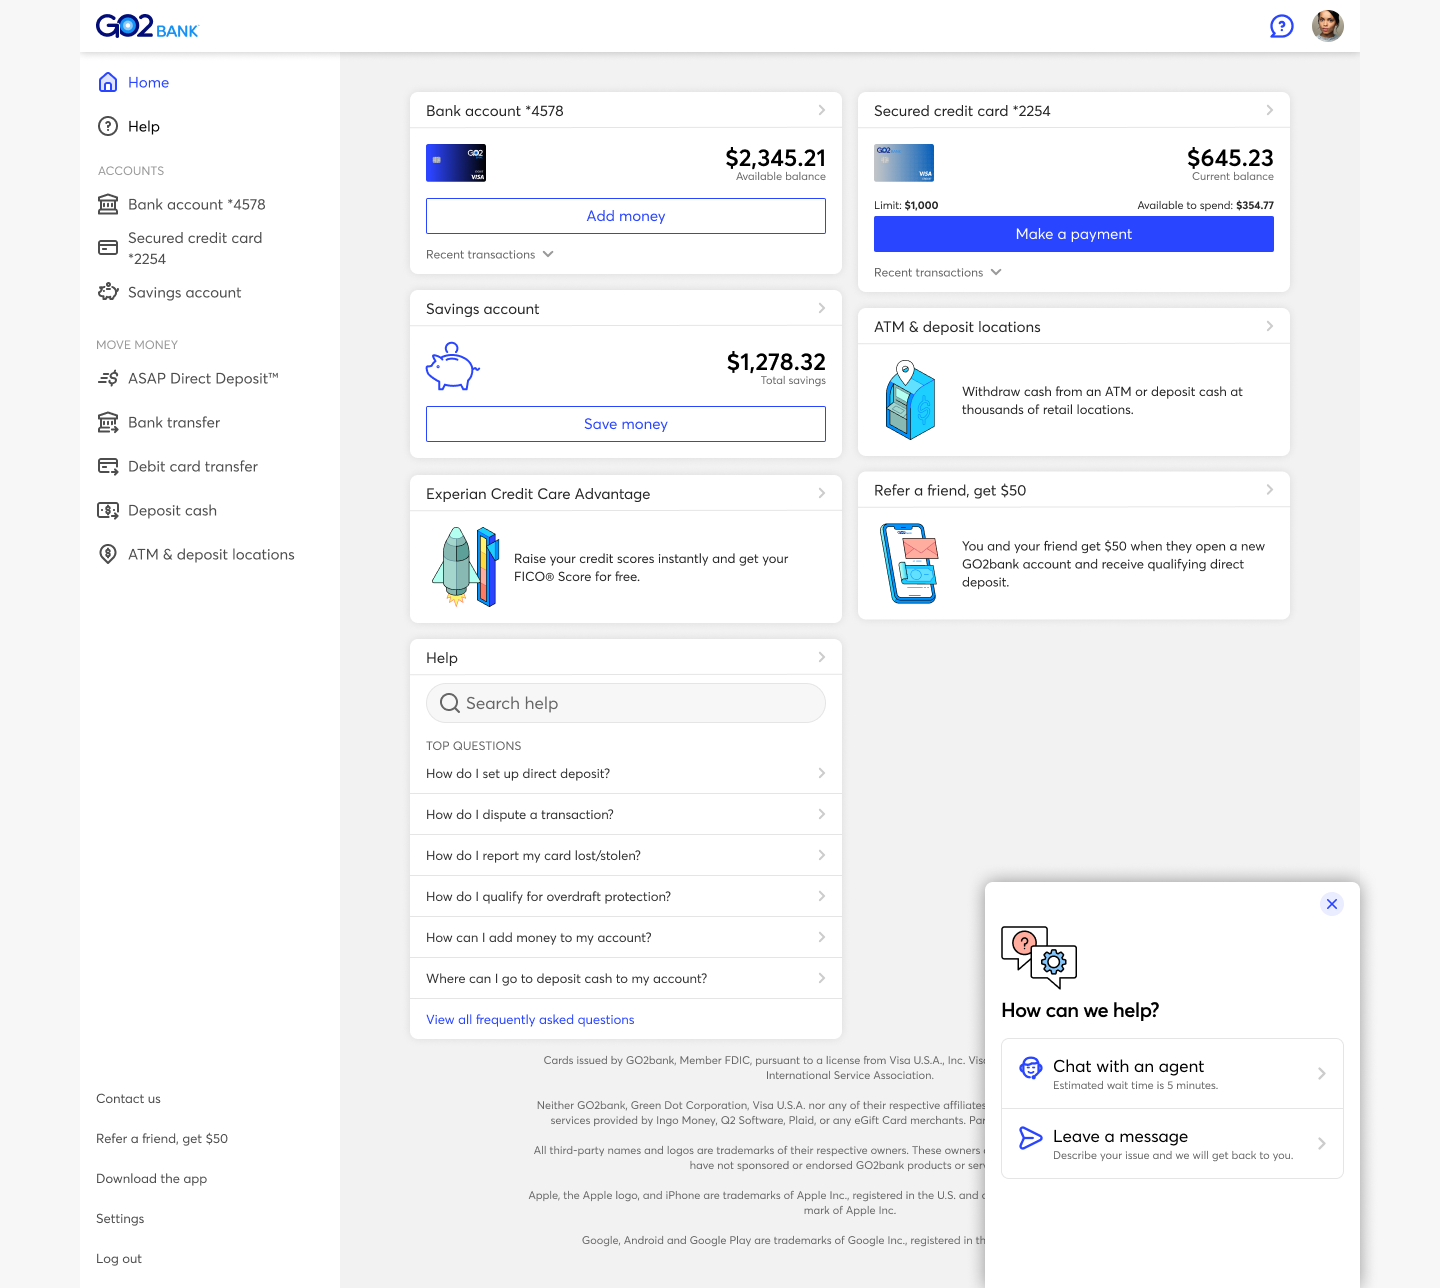 GO2 BANK
Home
Help
ACCOUNTS
Bank account *4578
Secured credit card
*2254
Savings account
MOVE MONEY
ASAP Direct Deposit™
Bank transfer
Debit card transfer
Deposit cash
ATM & deposit locations
Contact us
Refer a friend, get $50
Download the app
Settings
Log out
Bank account *4578
GO2
VISA
$2,345.21
Available balance
Add money
Recent transactions
Savings account
$1,278.32
Total savings
Save money
Experian Credit Care Advantage
Raise your credit scores instantly and get your
FICO® Score for free.
Help
Search help
TOP QUESTIONS
How do I set up direct deposit?
How do I dispute a transaction?
How do I report my card lost/stolen?
How do I qualify for overdraft protection?
How can I add money to my account?
Where can I go to deposit cash to my account?
View all frequently asked questions
Secured credit card *2254
GO2
VISA
$645.23
Current balance
Limit: $1,000
Available to spend: $354.77
Make a payment
Recent transactions
ATM & deposit locations
Withdraw cash from an ATM or deposit cash at
thousands of retail locations.
Refer a friend, get $50
You and your friend get $50 when they open a new
GO2bank account and receive qualifying direct
deposit.
Cards issued by GO2bank, Member FDIC, pursuant to a license from Visa U.S.A., Inc.
International Service Association.
Neither GO2bank, Green Dot Corporation, Visa U.S.A. nor any of their respective affiliates
services provided by Ingo Money, Q2 Software, Plaid, or any eGift Card merchants.
All third-party names and logos are trademarks of their respective owners. These owners
have not sponsored or endorsed GO2bank products or
Apple, the Apple logo, and iPhone are trademarks of Apple Inc., registered in the U.S. and
mark of Apple Inc.
Google, Android and Google Play are trademarks of Google Inc., registered in
How can we help?
Chat with an agent
Estimated wait time is 5 minutes.
Leave a message
Describe your issue and we will get back to you.